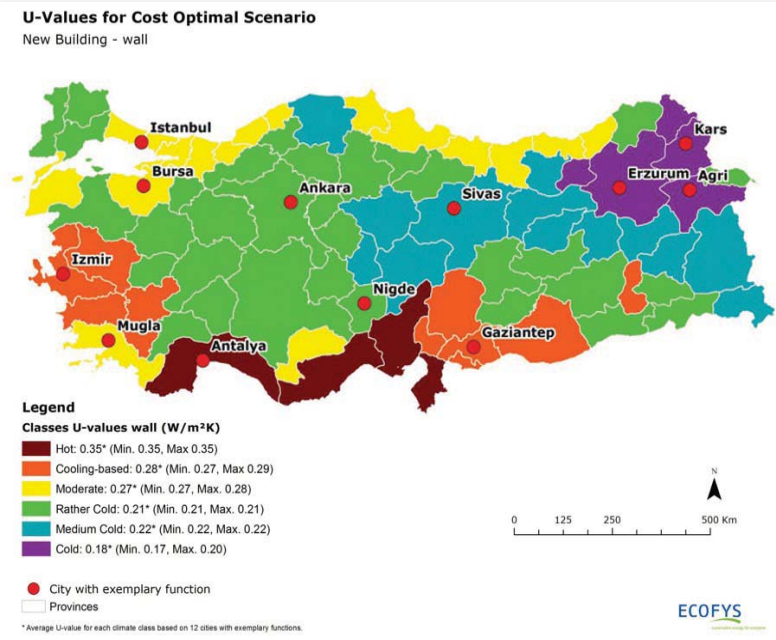 U-Values for Cost Optimal Scenario
New Building - wall
Istanbul
Kars
Bursa
Erzurum
Agri
Ankara
Sivas
Izmir
Nigde
Mugla
Gaziantep
Antalya
Legend
Classes U-values wall (W/m²K)
Hot: 0.35* (Min. 0.35, Max 0.35)
Cooling-based: 0.28* (Min. 0.27, Max 0.29)
Moderate: 0.27* (Min. 0.27, Max. 0.28)
Rather Cold: 0.21* (Min. 0.21, Max. 0.21)
Medium Cold: 0.22* (Min. 0.22, Max. 0.22)
Cold: 0.18* (Min. 0.17, Max. 0.20)
N
0 125 250 500 Km
City with exemplary function
Provinces
* Average U-value for each climate class based on 12 cities with exemplary functions.
ECOFYS